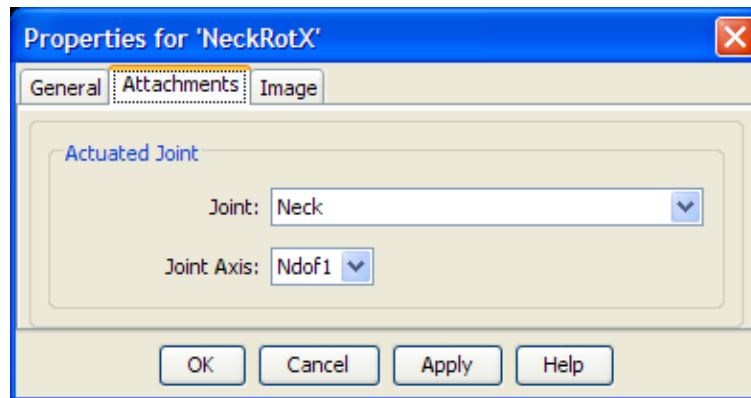 Properties for 'NeckRotX'
General Attachments Image
Actuated Joint
Joint: Neck
Joint Axis: Ndof1
OK Cancel Apply Help